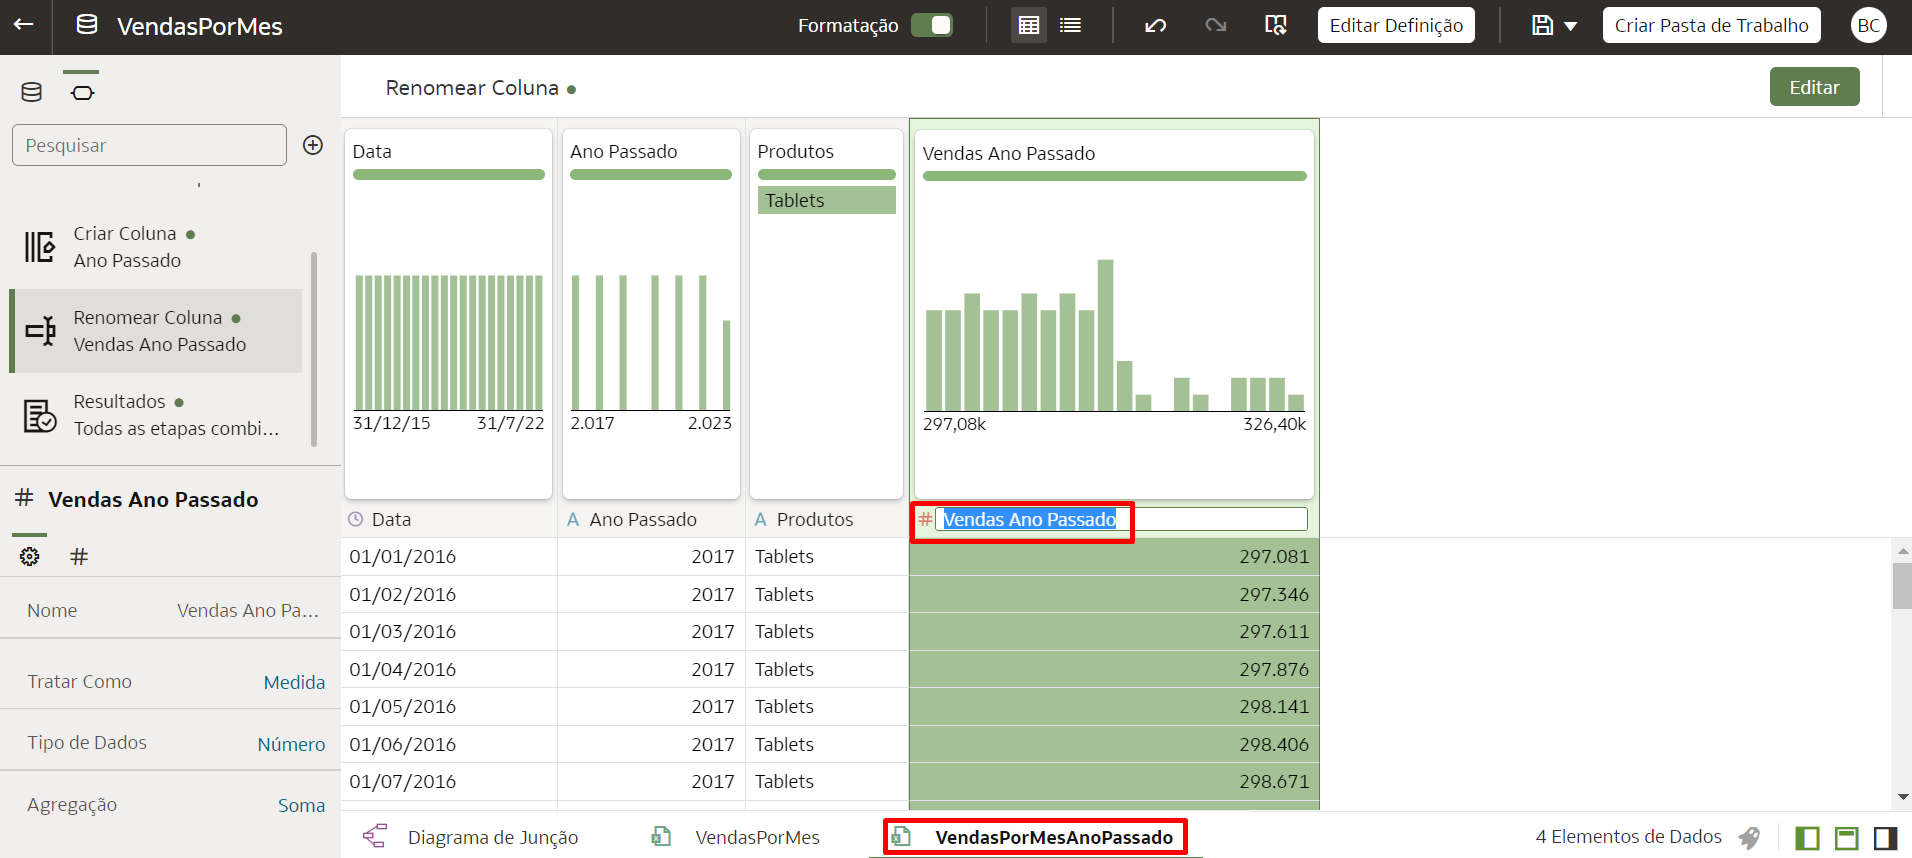 VendasPorMes
Formatação
Editar Definição
Criar Pasta de Trabalho
BC
Renomear Coluna
Editar
Pesquisar
Criar Coluna
Ano Passado
Renomear Coluna
Vendas Ano Passado
Resultados
Todas as etapas combi...
# Vendas Ano Passado
#
Nome Vendas Ano Pa...
Tratar Como Medida
Tipo de Dados Número
Agregação Soma
Data
31/12/15 31/7/22
Ano Passado
2.017 2.023
Produtos
Tablets
Vendas Ano Passado
297,08k 326,40k
Data A Ano Passado A Produtos # Vendas Ano Passado
01/01/2016 2017 Tablets 297.081
01/02/2016 2017 Tablets 297.346
01/03/2016 2017 Tablets 297.611
01/04/2016 2017 Tablets 297.876
01/05/2016 2017 Tablets 298.141
01/06/2016 2017 Tablets 298.406
01/07/2016 2017 Tablets 298.671
Diagrama de Junção VendasPorMes VendasPorMesAnoPassado 4 Elementos de Dados